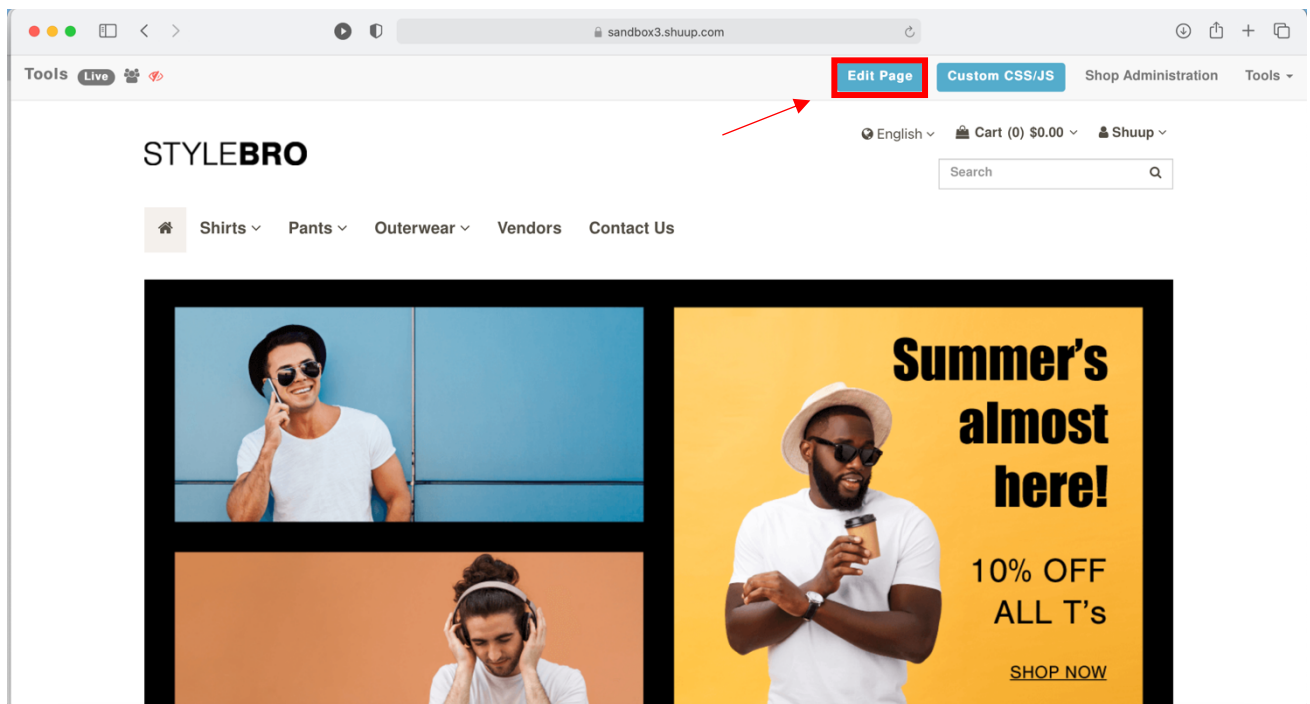 sandbox3.shuup.com
Tools Live Edit Page Custom CSS/JS Shop Administration Tools
English Cart (0) $0.00 Shuup
STYLEBRO
Search
Shirts Pants Outerwear Vendors Contact Us
Summer's
almost
here!
10% OFF
ALL T's
SHOP NOW